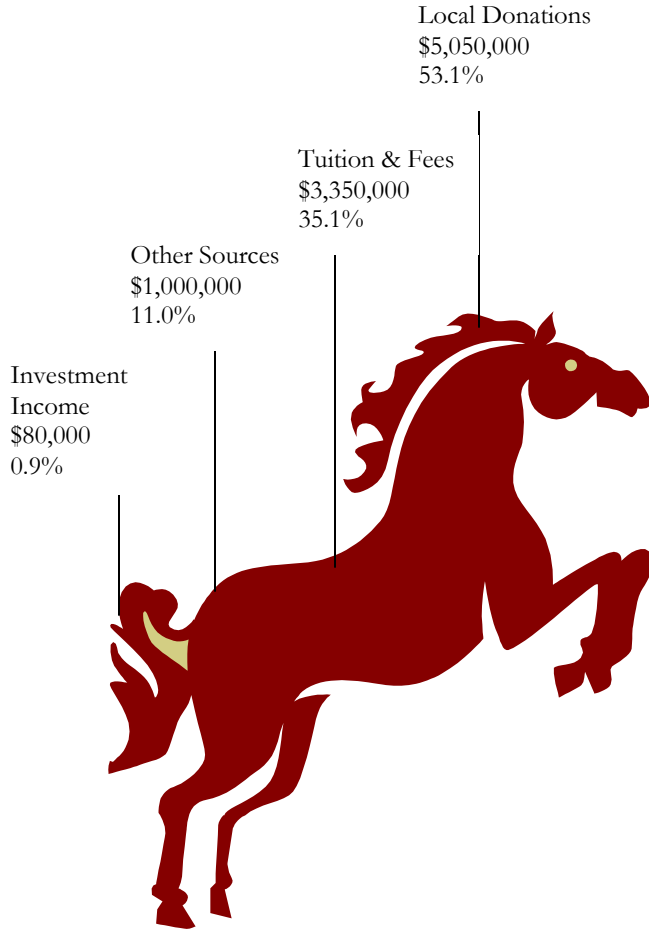 Local Donations
$5,050,000
53.1%
Tuition & Fees
$3,350,000
35.1%
Other Sources
$1,000,000
11.0%
Investment
Income
$80,000
0.9%